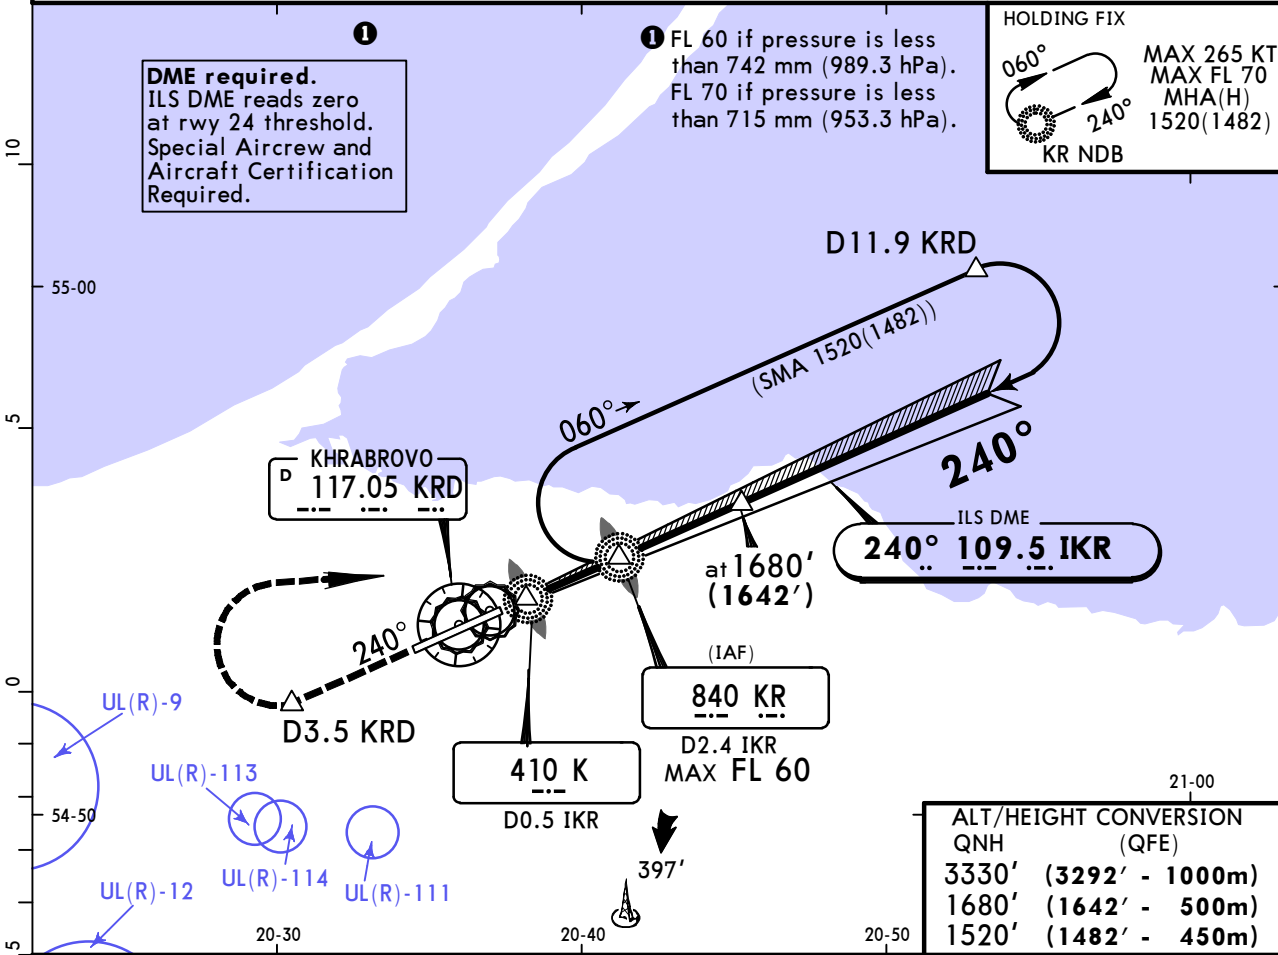 ❶
DME required.
ILS DME reads zero
at rwy 24 threshold.
Special Aircrew and
Aircraft Certification
Required.
❶ FL 60 if pressure is less
than 742 mm (989.3 hPa).
FL 70 if pressure is less
than 715 mm (953.3 hPa).
HOLDING FIX
060°
240°
KR NDB
MAX 265 KT
MAX FL 70
MHA(H)
1520(1482)
10
55-00
D11.9 KRD
(SMA 1520(1482))
060°
240°
5
KHRABROVO
D 117.05 KRD
ILS DME
240° 109.5 IKR
at 1680'
(1642')
240°
(IAF)
840 KR
D2.4 IKR
MAX FL 60
0
UL(R)-9
D3.5 KRD
410 K
D0.5 IKR
UL(R)-113
54-50
UL(R)-114
UL(R)-111
UL(R)-12
397'
21-00
ALT/HEIGHT CONVERSION
QNH (QFE)
3330' (3292' - 1000m)
1680' (1642' - 500m)
1520' (1482' - 450m)
5
20-30
20-40
20-50